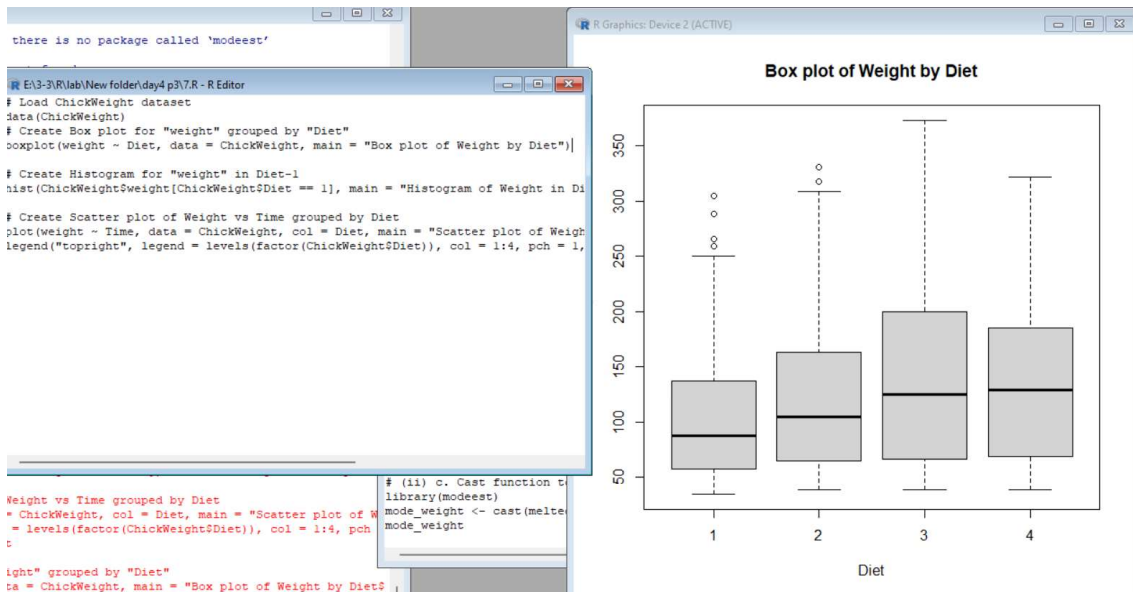 there is no package called ‘modeest’
E:\3-3\R\lab\New folder\day4 p3\7.R - R Editor
# Load ChickWeight dataset
data(ChickWeight)
# Create Box plot for "weight" grouped by "Diet"
boxplot(weight ~ Diet, data = ChickWeight, main = "Box plot of Weight by Diet")
# Create Histogram for "weight" in Diet-1
hist(ChickWeight$weight[ChickWeight$Diet == 1], main = "Histogram of Weight in Di
# Create Scatter plot of Weight vs Time grouped by Diet
plot(weight ~ Time, data = ChickWeight, col = Diet, main = "Scatter plot of Weigh
legend("topright", legend = levels(factor(ChickWeight$Diet)), col = 1:4, pch = 1,
Weight vs Time grouped by Diet
= ChickWeight, col = Diet, main = "Scatter plot of W
= levels(factor(ChickWeight$Diet)), col = 1:4, pch
ight" grouped by "Diet"
ta = ChickWeight, main = "Box plot of Weight by Diet$
# (ii) c. Cast function to
library(modeest)
mode_weight <- cast(melte
mode_weight
R Graphics: Device 2 (ACTIVE)
Box plot of Weight by Diet
350
300
250
200
150
100
50
1 2 3 4
Diet